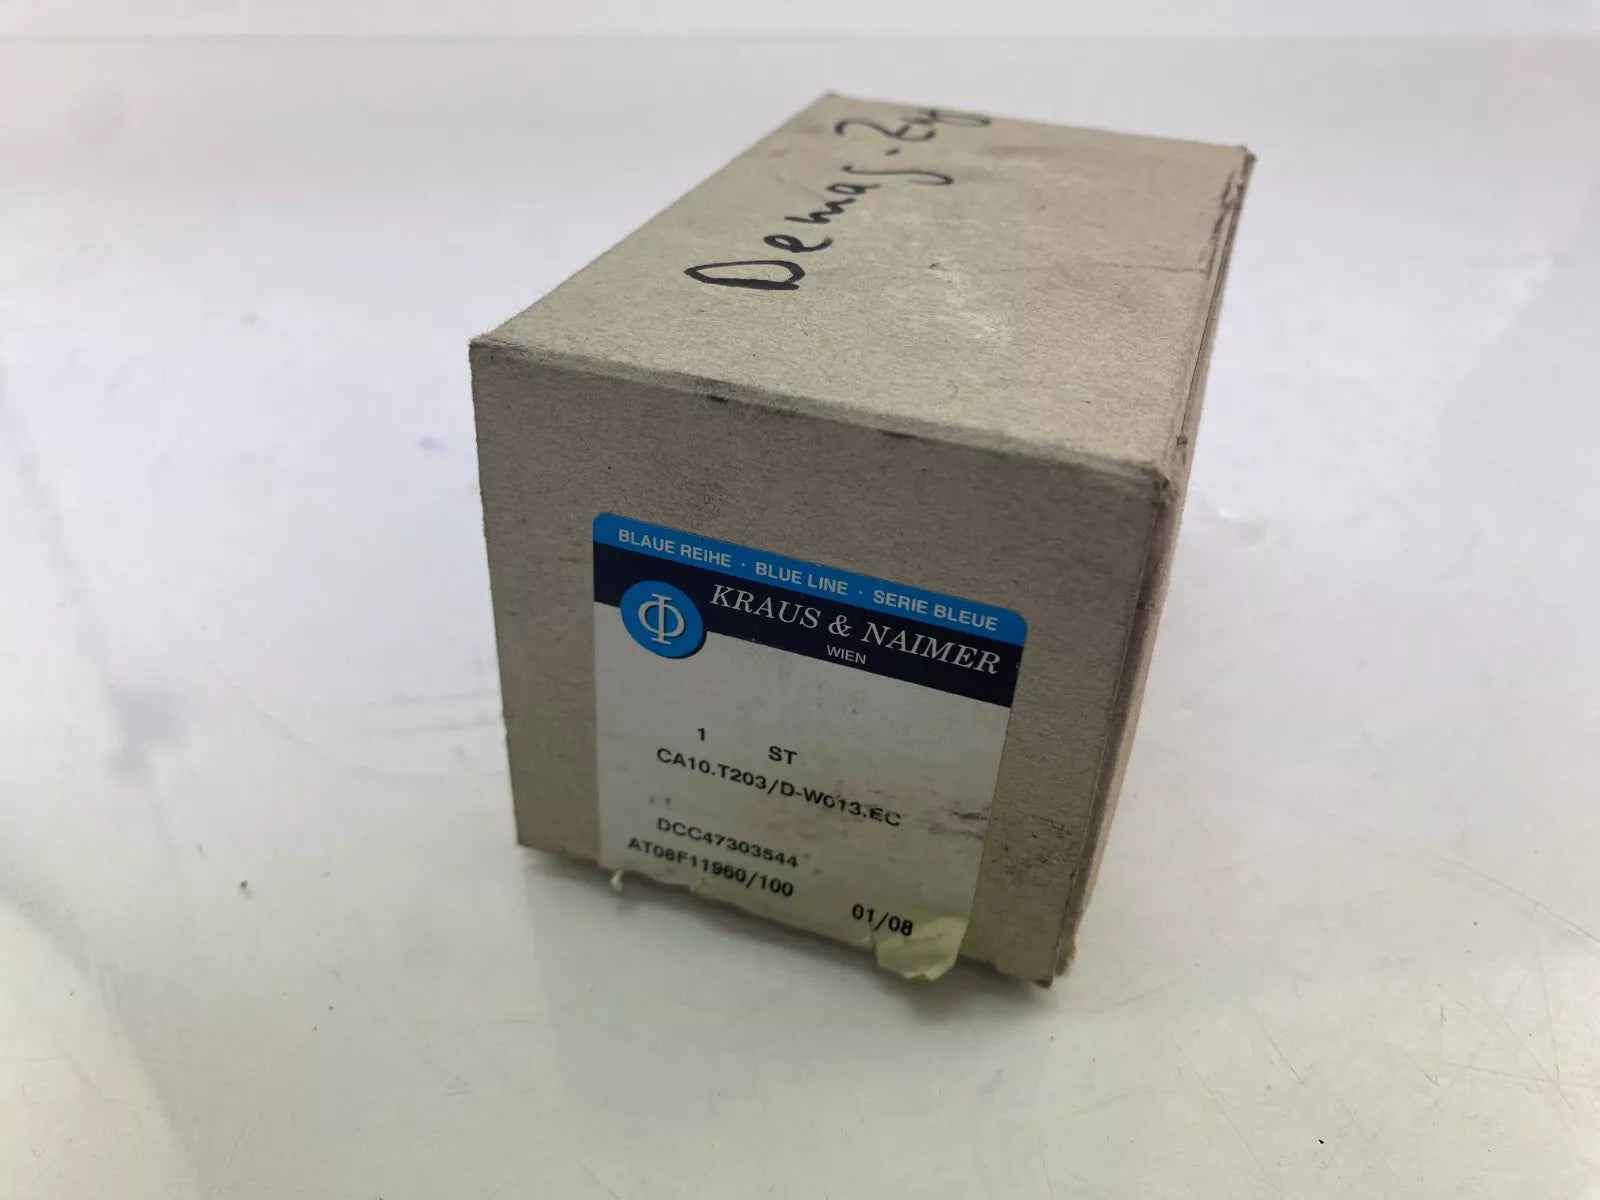 Demag.
BLAUE REIHE · BLUE LINE · SERIE BLEUE
KRAUS & NAIMER
WIEN
1 ST
CA10.T203/D-W013.EC
DCC47303544
AT08F11960/100
01/08